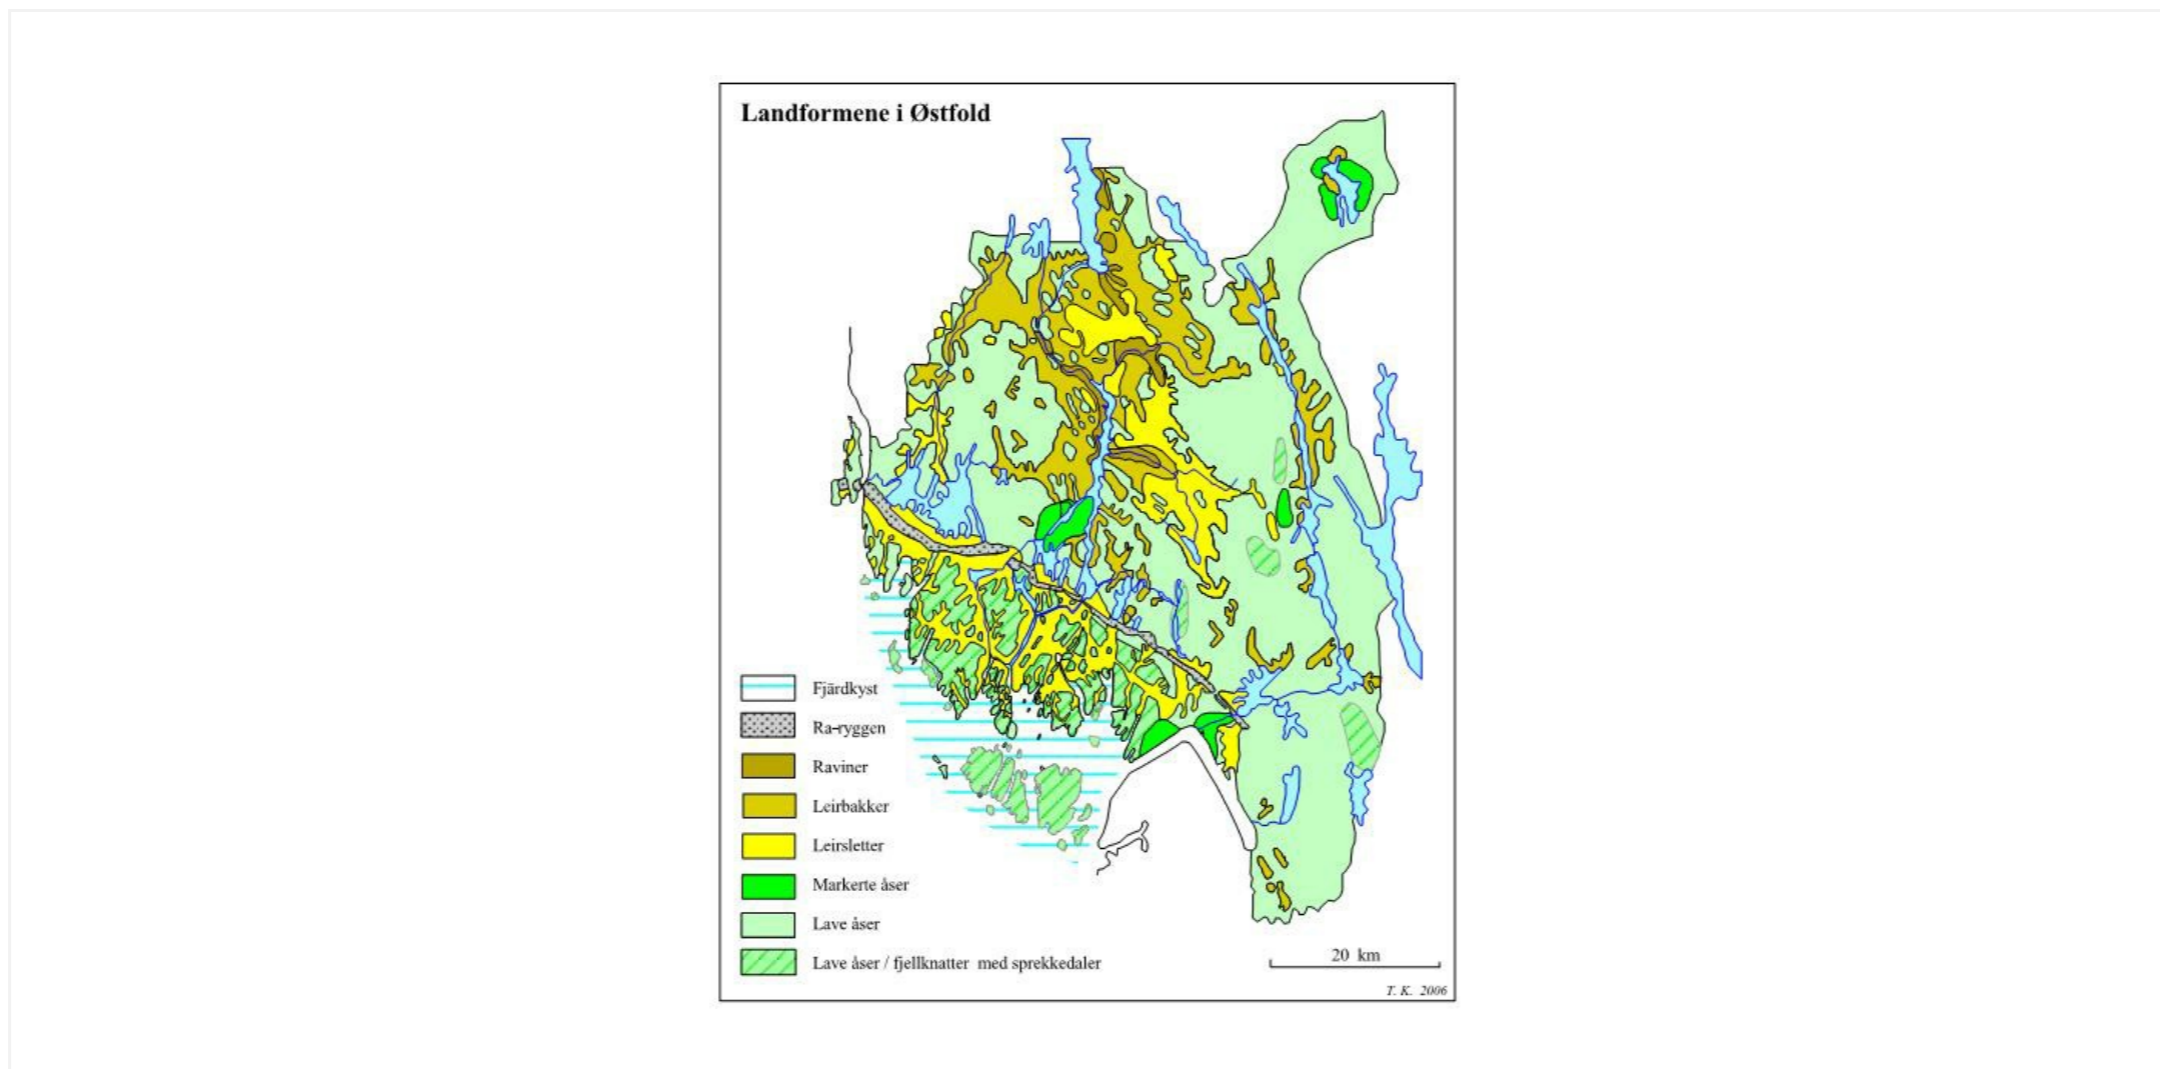 Landformene i Østfold
Fjärdkyst
Ra-ryggen
Raviner
Leirbakker
Leirsletter
Markerte åser
Lave åser
Lave åser / fjellknatter med sprekkedaler
20 km
T. K. 2006